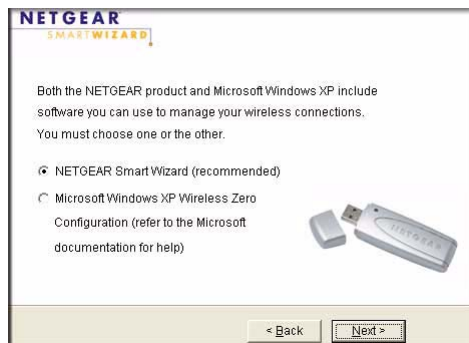 NETGEAR
SMARTWIZARD
Both the NETGEAR product and Microsoft Windows XP include
software you can use to manage your wireless connections.
You must choose one or the other.
NETGEAR Smart Wizard (recommended)
Microsoft Windows XP Wireless Zero
Configuration (refer to the Microsoft
documentation for help)
NETGEAR
< Back
Next >